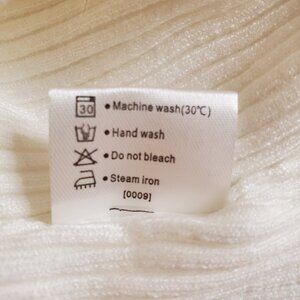 30
• Machine wash(30℃)
• Hand wash
• Do not bleach
• Steam iron
[0009]